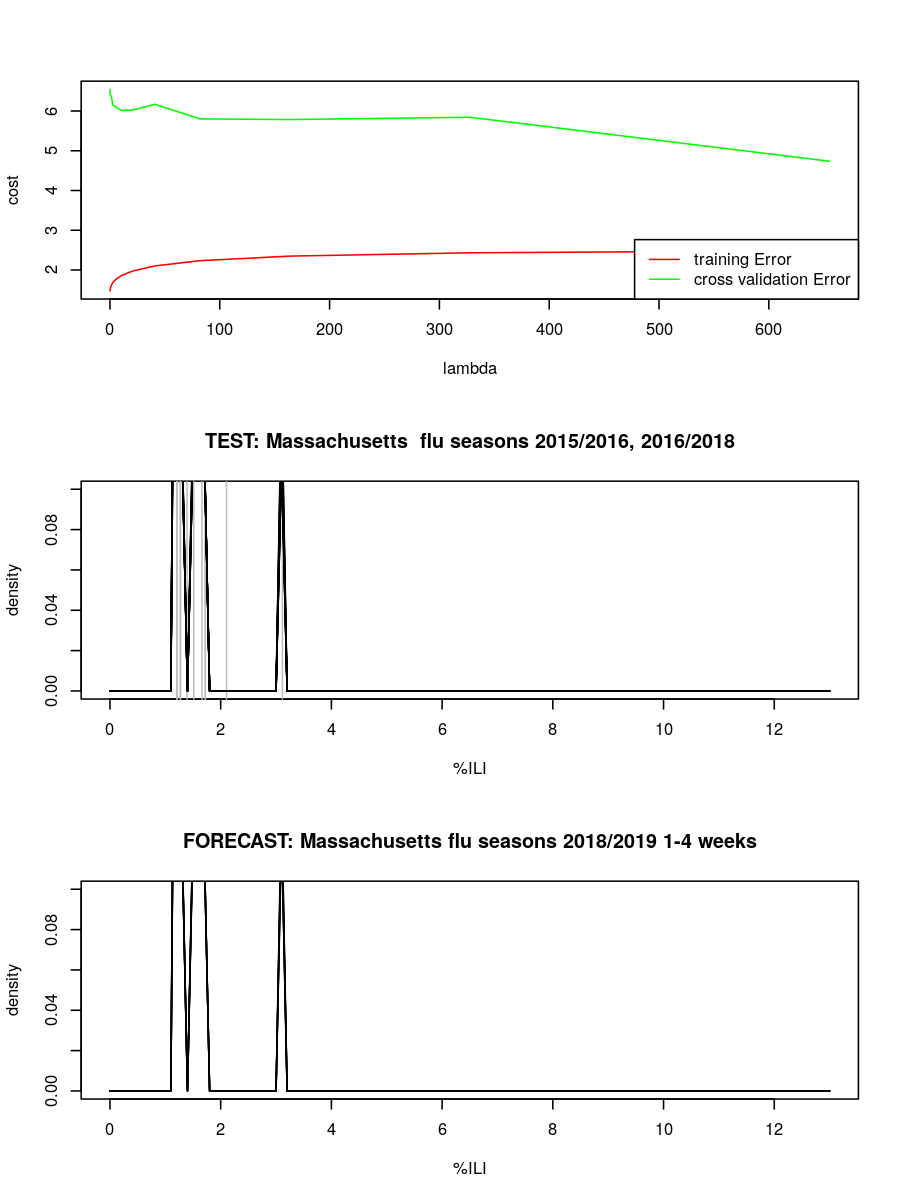 cost
6
5
4
3
2
training Error
cross validation Error
0 100 200 300 400 500 600
lambda
TEST: Massachusetts  flu seasons 2015/2016, 2016/2018
density
0.08
0.04
0.00
0 2 4 6 8 10 12
%ILI
FORECAST: Massachusetts flu seasons 2018/2019 1-4 weeks
density
0.08
0.04
0.00
0 2 4 6 8 10 12
%ILI